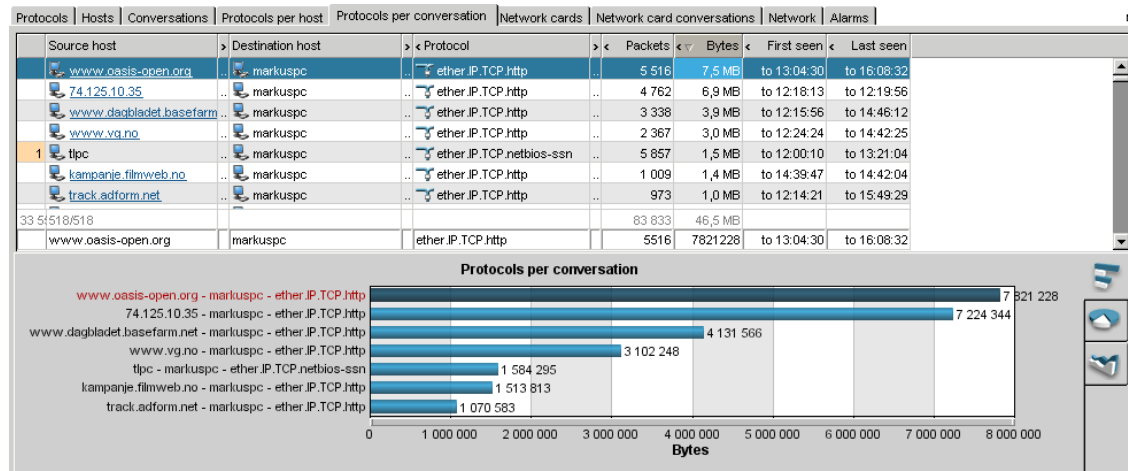 Protocols Hosts Conversations Protocols per host Protocols per conversation Network cards Network card conversations Network Alarms
Source host > Destination host > < Protocol > < Packets < Bytes < First seen < Last seen
www.oasis-open.org .. markuspc .. ether.IP.TCP.http .. 5 516 7,5 MB to 13:04:30 to 16:08:32
74.125.10.35 .. markuspc .. ether.IP.TCP.http .. 4 762 6,9 MB to 12:18:13 to 12:19:56
www.dagbladet.basefarm .. markuspc .. ether.IP.TCP.http .. 3 338 3,9 MB to 12:15:56 to 14:46:12
www.vg.no .. markuspc .. ether.IP.TCP.http .. 2 367 3,0 MB to 12:24:24 to 14:42:25
1 tlpc .. markuspc .. ether.IP.TCP.netbios-ssn .. 5 857 1,5 MB to 12:00:10 to 13:21:04
kampanje.filmweb.no .. markuspc .. ether.IP.TCP.http .. 1 009 1,4 MB to 14:39:47 to 14:42:04
track.adform.net .. markuspc .. ether.IP.TCP.http .. 973 1,0 MB to 12:14:21 to 15:49:29
518/518 83 833 46,5 MB
www.oasis-open.org markuspc ether.IP.TCP.http 5516 7821228 to 13:04:30 to 16:08:32
Protocols per conversation
www.oasis-open.org - markuspc - ether.IP.TCP.http 7 821 228
74.125.10.35 - markuspc - ether.IP.TCP.http 7 224 344
www.dagbladet.basefarm.net - markuspc - ether.IP.TCP.http 4 131 566
www.vg.no - markuspc - ether.IP.TCP.http 3 102 248
tlpc - markuspc - ether.IP.TCP.netbios-ssn 1 584 295
kampanje.filmweb.no - markuspc - ether.IP.TCP.http 1 513 813
track.adform.net - markuspc - ether.IP.TCP.http 1 070 583
0 1 000 000 2 000 000 3 000 000 4 000 000 5 000 000 6 000 000 7 000 000 8 000 000
Bytes